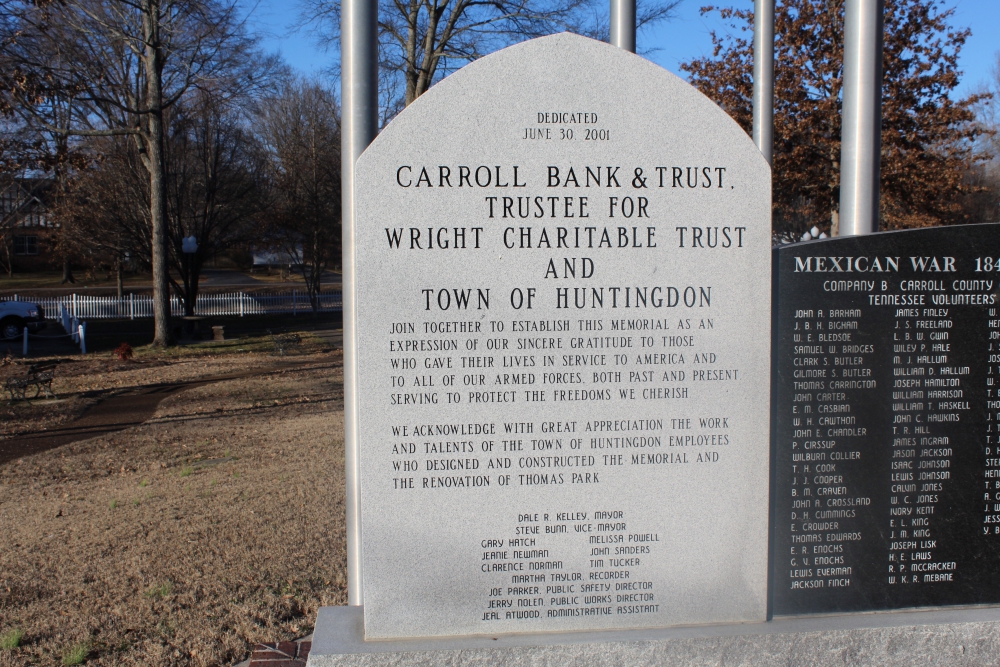 DEDICATED
JUNE 30, 2001
CARROLL BANK & TRUST,
TRUSTEE FOR
WRIGHT CHARITABLE TRUST
AND
TOWN OF HUNTINGDON
JOIN TOGETHER TO ESTABLISH THIS MEMORIAL AS AN
EXPRESSION OF OUR SINCERE GRATITUDE TO THOSE
WHO GAVE THEIR LIVES IN SERVICE TO AMERICA AND
TO ALL OF OUR ARMED FORCES, BOTH PAST AND PRESENT
SERVING TO PROTECT THE FREEDOMS WE CHERISH
WE ACKNOWLEDGE WITH GREAT APPRECIATION THE WORK
AND TALENTS OF THE TOWN OF HUNTINGDON EMPLOYEES
WHO DESIGNED AND CONSTRUCTED THE MEMORIAL AND
THE RENOVATION OF THOMAS PARK
DALE R. KELLEY, MAYOR
STEVE BUNN, VICE-MAYOR
GARY HATCH MELISSA POWELL
JEANIE NEWMAN JOHN SANDERS
CLARENCE NORMAN TIM TUCKER
MARTHA TAYLOR, RECORDER
JOE PARKER, PUBLIC SAFETY DIRECTOR
JERRY NOLEN, PUBLIC WORKS DIRECTOR
JEAL ATWOOD, ADMINISTRATIVE ASSISTANT
MEXICAN WAR 184
COMPANY B CARROLL COUNTY
TENNESSEE VOLUNTEERS
JOHN A BARHAM
J. B. H. BIGHAM
W. E. BLEDSOE
SAMUEL W. BRIDGES
CLARK S. BUTLER
GILMORE S. BUTLER
THOMAS CARRINGTON
JOHN CARTER
E. M. CASBIAN
W. H. CAWTHON
JOHN E. CHANDLER
P. CIRSSUP
WILBURN COLLIER
T. H. COOK
J. J. COOPER
B. M. CRAVEN
JOHN A. CROSSLAND
D. H. CUMMINGS
E. CROWDER
THOMAS EDWARDS
E. R. ENOCHS
G. V. ENOCHS
LEWIS EVERMAN
JACKSON FINCH
JAMES FINLEY
J. S. FREELAND
L. B. W. GWIN
WILEY P. HALE
M. J. HALLUM
WILLIAM D. HALLUM
JOSEPH HAMILTON
WILLIAM HARRISON
WILLIAM T. HASKELL
JOHN C. HAWKINS
T. R. HILL
JAMES INGRAM
JASON JACKSON
ISAAC JOHNSON
LEWIS JOHNSON
CALVIN JONES
W. C. JONES
IVORY KENT
E. L. KING
J. M. KING
JOSEPH LISK
H. E. LAWS
R. P. MCCRACKEN
W. K. R. MEBANE